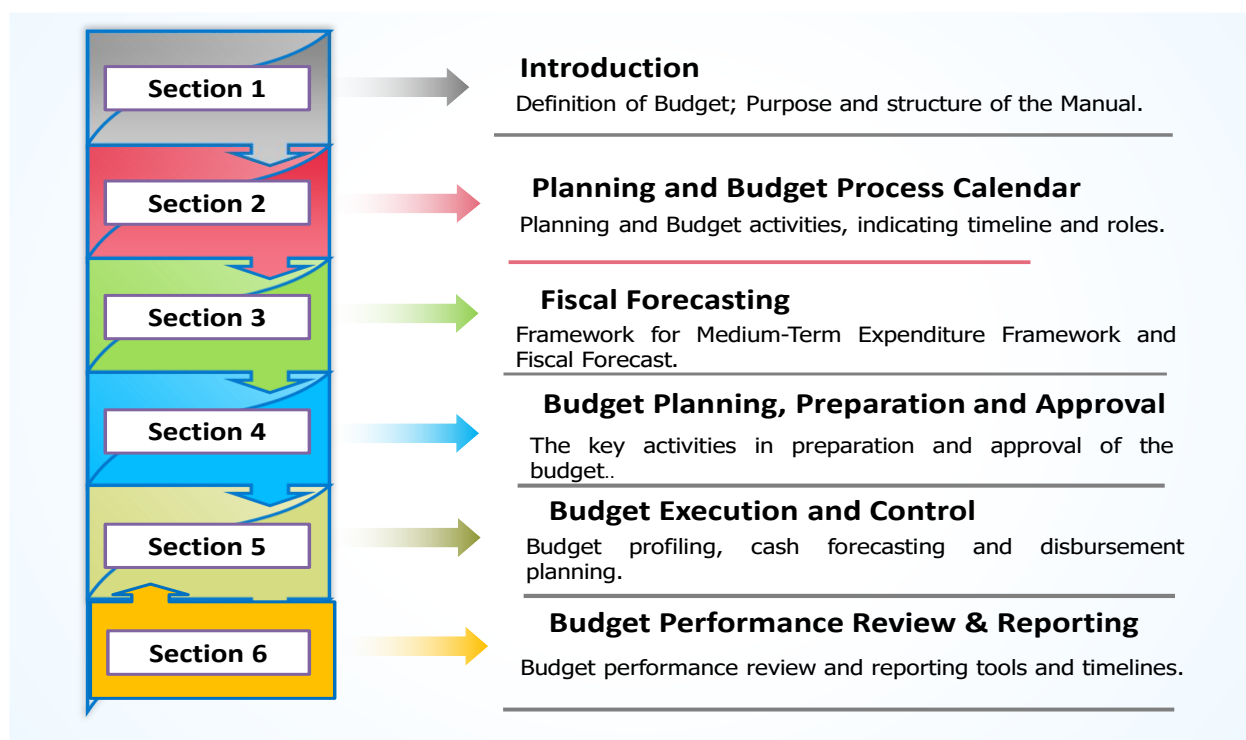 Section 1
Introduction
Definition of Budget; Purpose and structure of the Manual.
Section 2
Planning and Budget Process Calendar
Planning and Budget activities, indicating timeline and roles.
Section 3
Fiscal Forecasting
Framework for Medium-Term Expenditure Framework and
Fiscal Forecast.
Section 4
Budget Planning, Preparation and Approval
The key activities in preparation and approval of the
budget..
Section 5
Budget Execution and Control
Budget profiling, cash forecasting and disbursement
planning.
Section 6
Budget Performance Review & Reporting
Budget performance review and reporting tools and timelines.